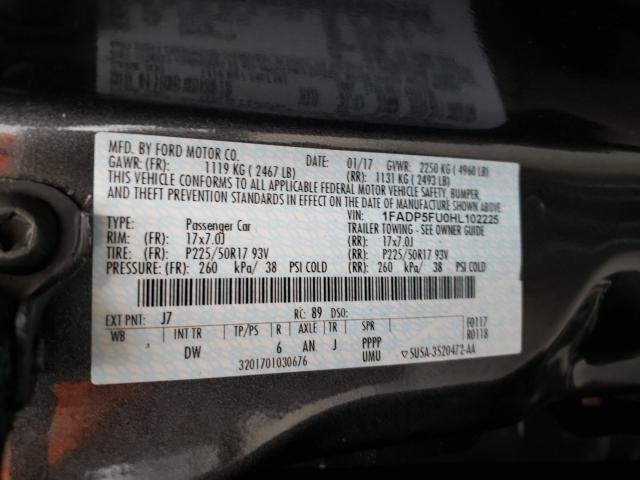 MFD. BY FORD MOTOR CO.
DATE: 01/17 GVWR: 2250 KG ( 4960 LB)
GAWR: (FR): 1119 KG ( 2467 LB) (RR): 1131 KG ( 2493 LB)
THIS VEHICLE CONFORMS TO ALL APPLICABLE FEDERAL MOTOR VEHICLE SAFETY, BUMPER,
AND THEFT PREVENTION STANDARDS IN EFFECT ON THE DATE OF MANUFACTURE SHOWN ABOVE.
VIN: 1FADP5FU0HL102225
TYPE: Passenger Car TRAILER TOWING - SEE OWNER GUIDE
RIM: (FR) 17x7.0J (RR): 17x7.0J
TIRE: (FR) P225/50R17 93V (RR): P225/50R17 93V
PRESSURE: (FR) 260 kPa/ 38 PSI COLD (RR) 260 kPa/ 38 PSI COLD
EXT PNT: J7 RC: 89 DSO:
WB INT TR TP/PS R AXLE TR SPR
DW 6 AN J PPPP
UMU
3201701030676
F0117
R0118
▽ SU5A-3520472-AA